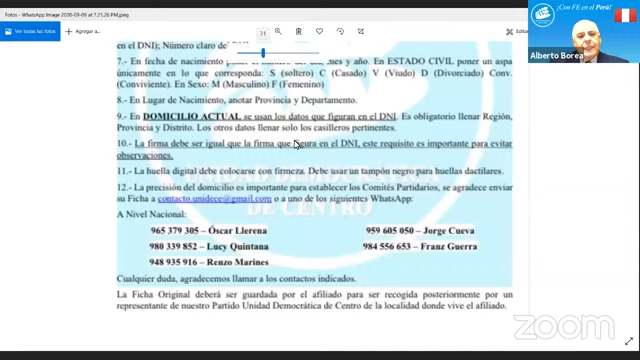 Fotos - WhatsApp Image 2020-09-09 at 7.21.26 PM.jpeg
Ver todas las fotos
Agregar a...
31
Editar
¡Con FE en el Perú!
Alberto Borea
en el DNI); Número claro de
7.- En fecha de nacimiento mes y año. En ESTADO CIVIL poner un aspa
únicamente en lo que corresponda: S (soltero) C (Casado) V (Viudo) D (Divorciado) Conv.
(Conviviente). En Sexo: M (Masculino) F (Femenino)
8.- En Lugar de Nacimiento, anotar Provincia y Departamento.
9.- En DOMICILIO ACTUAL se usan los datos que figuran en el DNI. Es obligatorio llenar Región,
Provincia y Distrito. Los otros datos llenar solo los casilleros pertinentes.
10.- La firma debe ser igual que la firma que figura en el DNI, este requisito es importante para evitar
observaciones.
11.- La huella digital debe colocarse con firmeza. Debe usar un tampón negro para huellas dactilares.
UNIDAD DEMOCRÁTICA
DE CENTRO
12.- La precisión del domicilio es importante para establecer los Comités Partidarios, se agradece enviar
su Ficha a contacto.unidece@gmail.com o a uno de los siguientes WhatsApp:
A Nivel Nacional:
965 379 305 – Óscar Llerena 959 605 050 – Jorge Cueva
980 339 852 – Lucy Quintana 984 556 653 – Franz Guerra
948 935 916 – Renzo Marines
Cualquier duda, agradecemos llamar a los contactos indicados.
La Ficha Original deberá ser guardada por el afiliado para ser recogida posteriormente por un
representante de nuestro Partido Unidad Democrática de Centro de la localidad donde vive el afiliado.
zoom